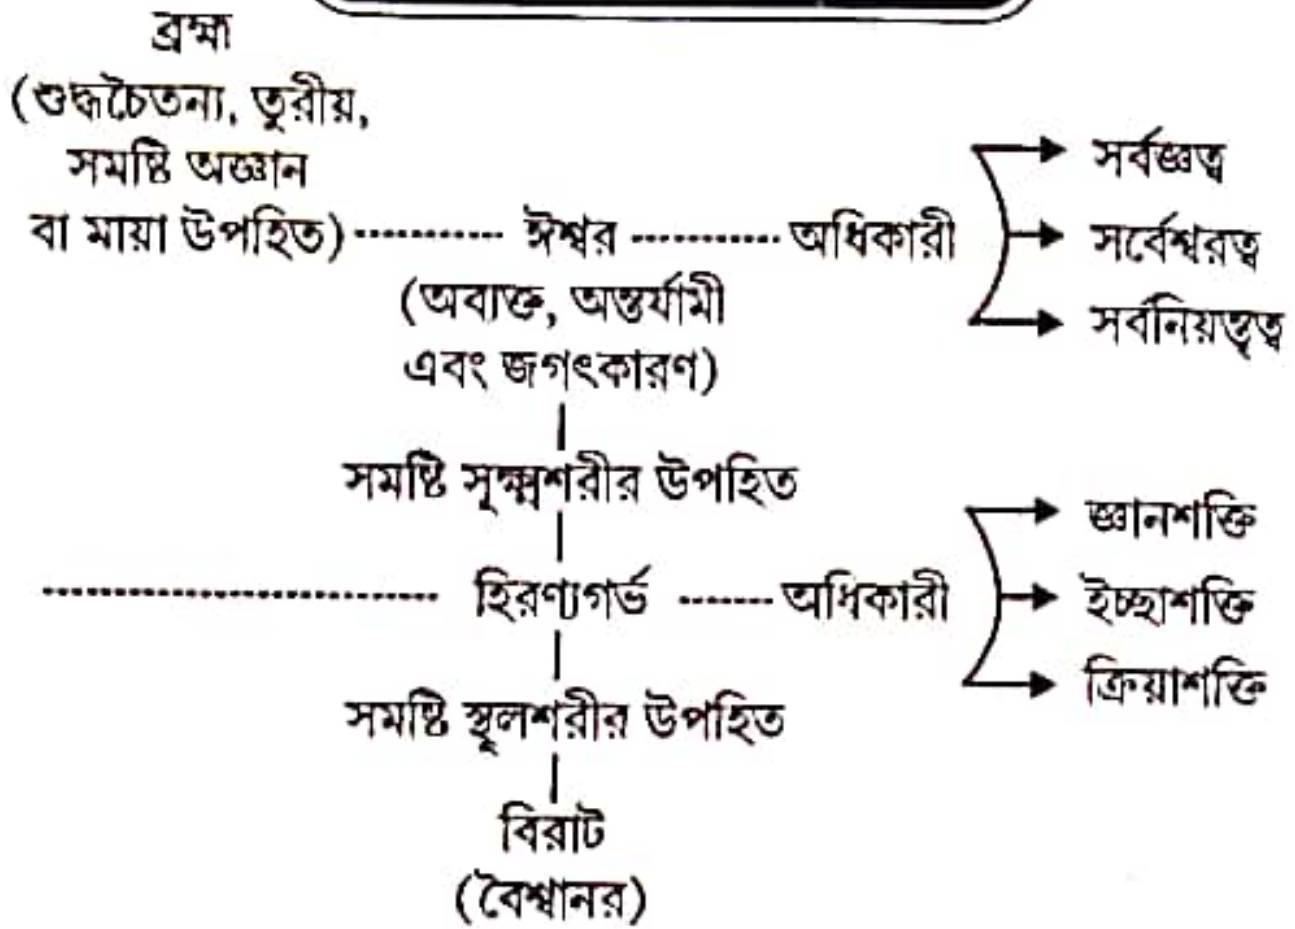 ব্রহ্ম
(শুদ্ধচৈতন্য, তুরীয়,
সমষ্টি অজ্ঞান
বা মায়া উপহিত) ........... ঈশ্বর ........... অধিকারী
সর্বজ্ঞত্ব
সর্বেশ্বরত্ব
সর্বনিয়ন্তৃত্ব
(অব্যক্ত, অন্তর্যামী
এবং জগৎকারণ)
সমষ্টি সূক্ষ্মশরীর উপহিত
হিরণ্যগর্ভ ....... অধিকারী
জ্ঞানশক্তি
ইচ্ছাশক্তি
ক্রিয়াশক্তি
সমষ্টি স্থূলশরীর উপহিত
বিরাট
(বৈশ্বানর)